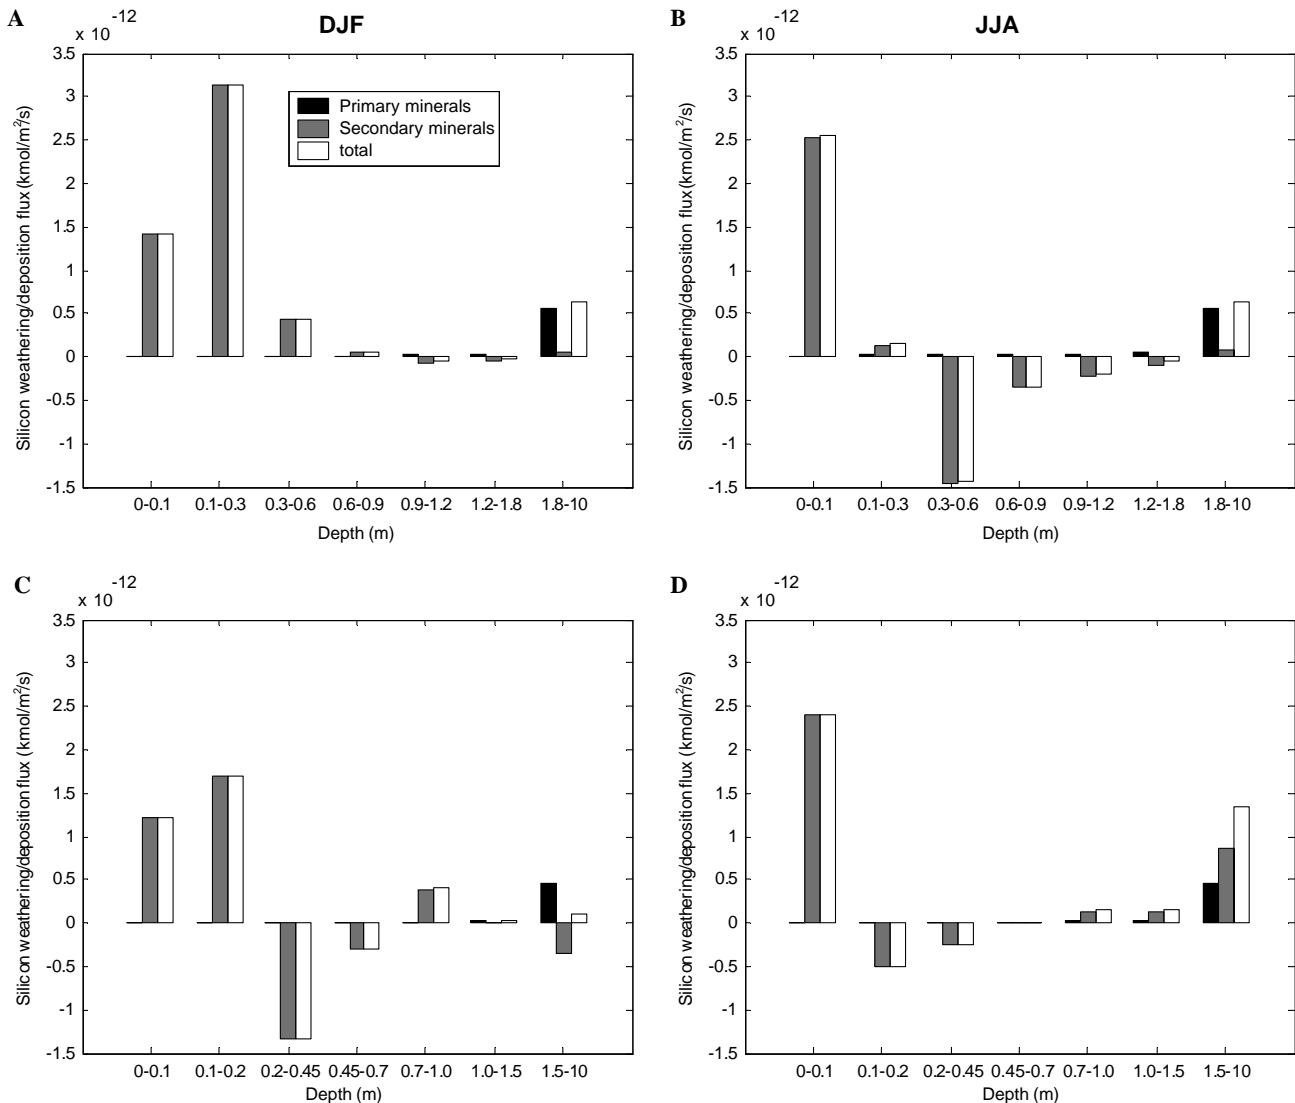 A
DJF
x 10^-12
3.5
3
2.5
2
1.5
1
0.5
0
-0.5
-1
-1.5
Silicon weathering/deposition flux (kmol/m²/s)
Primary minerals
Secondary minerals
total
0-0.1 0.1-0.3 0.3-0.6 0.6-0.9 0.9-1.2 1.2-1.8 1.8-10
Depth (m)
B
JJA
x 10^-12
3.5
3
2.5
2
1.5
1
0.5
0
-0.5
-1
-1.5
Silicon weathering/deposition flux(kmol/m²/s)
0-0.1 0.1-0.3 0.3-0.6 0.6-0.9 0.9-1.2 1.2-1.8 1.8-10
Depth (m)
C
x 10^-12
3.5
3
2.5
2
1.5
1
0.5
0
-0.5
-1
-1.5
Silicon weathering/deposition flux (kmol/m²/s)
0-0.1 0.1-0.2 0.2-0.45 0.45-0.7 0.7-1.0 1.0-1.5 1.5-10
Depth (m)
D
x 10^-12
3.5
3
2.5
2
1.5
1
0.5
0
-0.5
-1
-1.5
Silicon weathering/deposition flux (kmol/m²/s)
0-0.1 0.1-0.2 0.2-0.45 0.45-0.7 0.7-1.0 1.0-1.5 1.5-10
Depth (m)